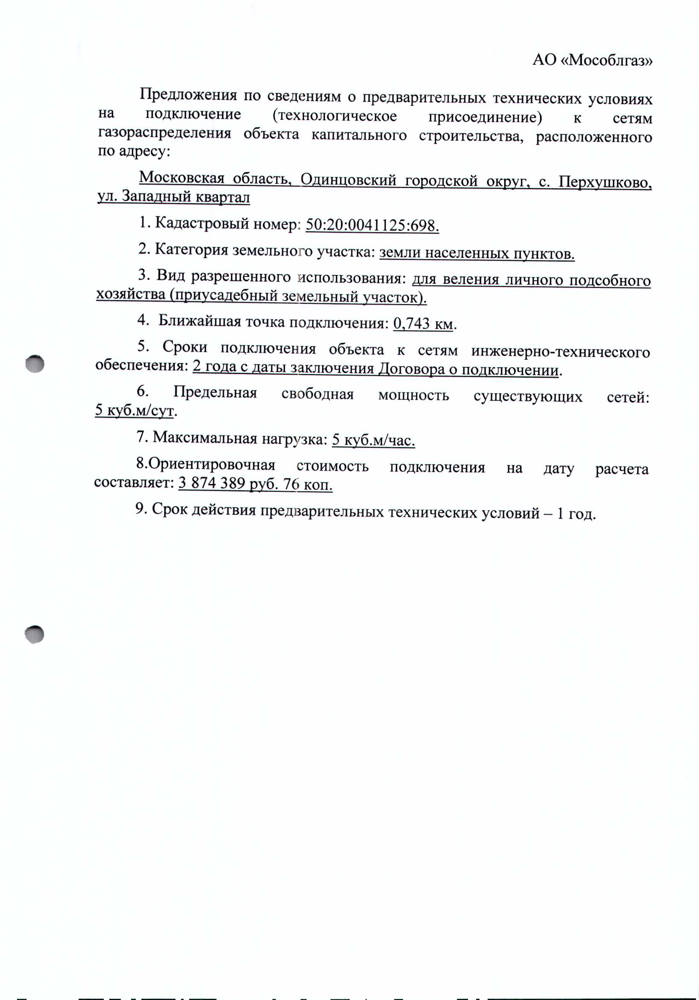 АО «Мособлгаз»
Предложения по сведениям о предварительных технических условиях
на подключение (технологическое присоединение) к сетям
газораспределения объекта капитального строительства, расположенного
по адресу:
Московская область, Одинцовский городской округ, с. Перхушково,
ул. Западный квартал
1. Кадастровый номер: 50:20:0041125:698.
2. Категория земельного участка: земли населенных пунктов.
3. Вид разрешенного использования: для веления личного подсобного
хозяйства (приусадебный земельный участок).
4. Ближайшая точка подключения: 0,743 км.
5. Сроки подключения объекта к сетям инженерно-технического
обеспечения: 2 года с даты заключения Договора о подключении.
6. Предельная свободная мощность существующих сетей:
5 куб.м/сут.
7. Максимальная нагрузка: 5 куб.м/час.
8.Ориентировочная стоимость подключения на дату расчета
составляет: 3 874 389 руб. 76 коп.
9. Срок действия предварительных технических условий – 1 год.